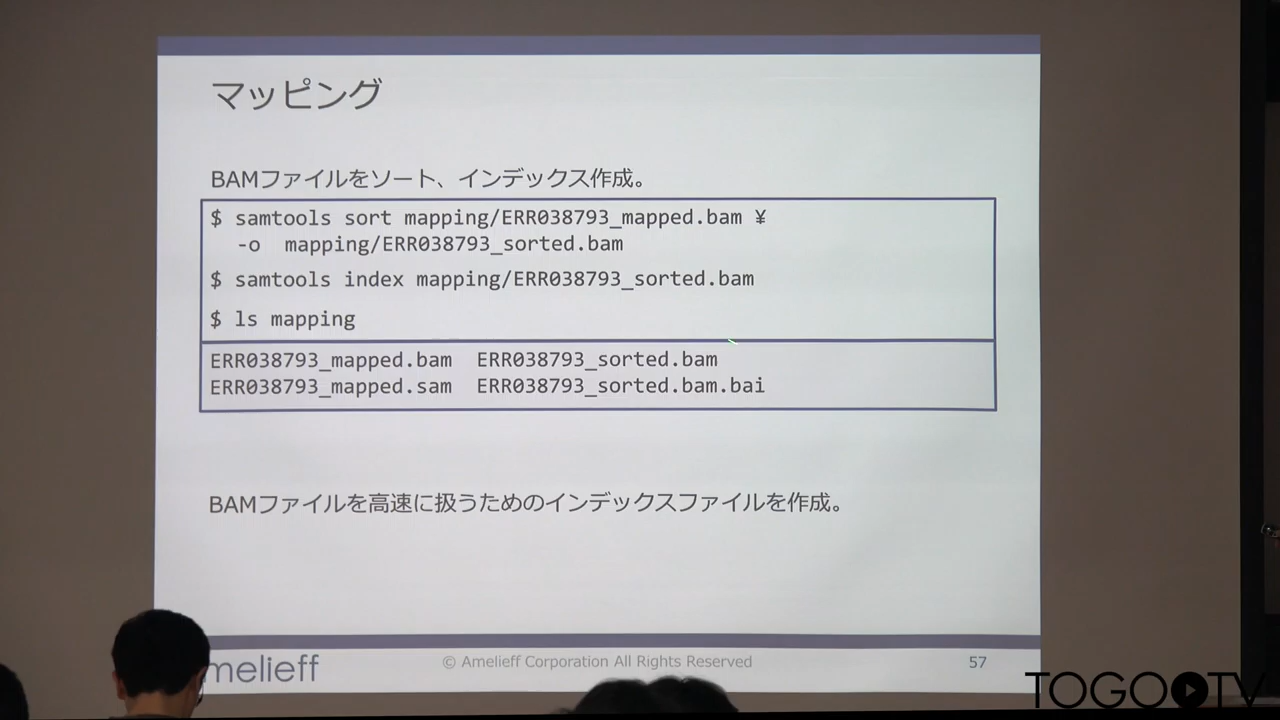 マッピング
BAMファイルをソート、インデックス作成。
$ samtools sort mapping/ERR038793_mapped.bam ¥
-o mapping/ERR038793_sorted.bam
$ samtools index mapping/ERR038793_sorted.bam
$ ls mapping
ERR038793_mapped.bam ERR038793_sorted.bam
ERR038793_mapped.sam ERR038793_sorted.bam.bai
BAMファイルを高速に扱うためのインデックスファイルを作成。
melieff
© Amelieff Corporation All Rights Reserved
57
TOGOTV